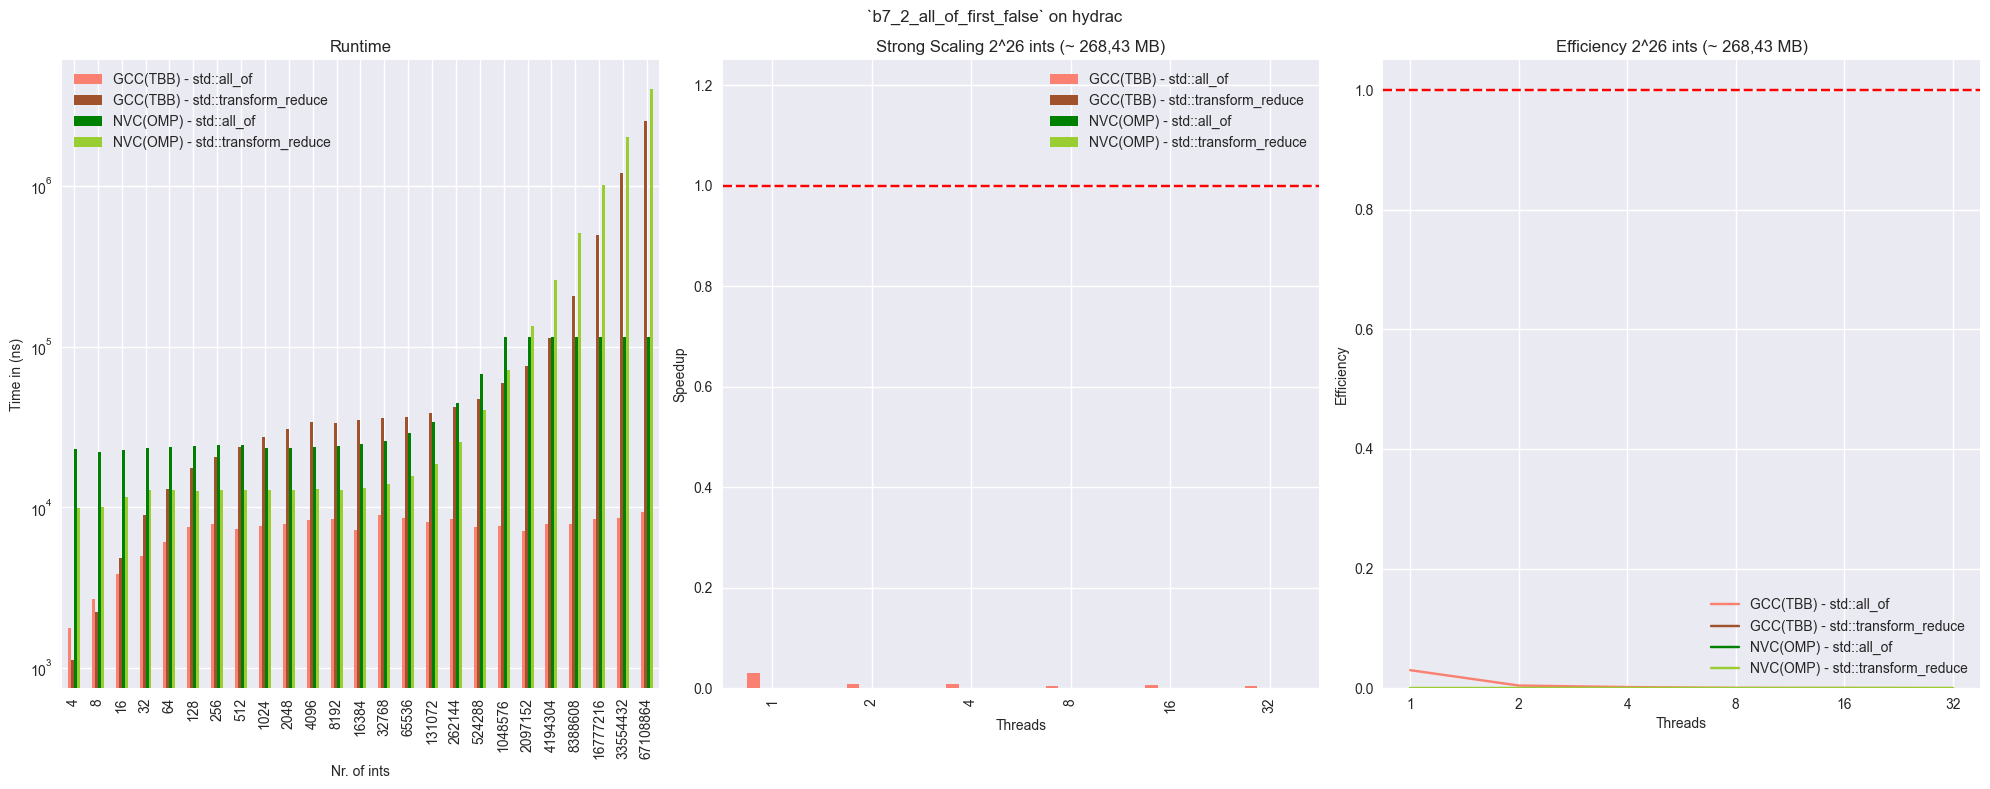 `b7_2_all_of_first_false` on hydrac
Runtime
GCC(TBB) - std::all_of
GCC(TBB) - std::transform_reduce
NVC(OMP) - std::all_of
NVC(OMP) - std::transform_reduce
Time in (ns)
10^6
10^5
10^4
10^3
4 8 16 32 64 128 256 512 1024 2048 4096 8192 16384 32768 65536 131072 262144 524288 1048576 2097152 4194304 8388608 16777216 33554432 67108864
Nr. of ints
Strong Scaling 2^26 ints (~ 268,43 MB)
GCC(TBB) - std::all_of
GCC(TBB) - std::transform_reduce
NVC(OMP) - std::all_of
NVC(OMP) - std::transform_reduce
Speedup
1.2
1.0
0.8
0.6
0.4
0.2
0.0
1 2 4 8 16 32
Threads
Efficiency 2^26 ints (~ 268,43 MB)
Efficiency
1.0
0.8
0.6
0.4
0.2
0.0
GCC(TBB) - std::all_of
GCC(TBB) - std::transform_reduce
NVC(OMP) - std::all_of
NVC(OMP) - std::transform_reduce
1 2 4 8 16 32
Threads